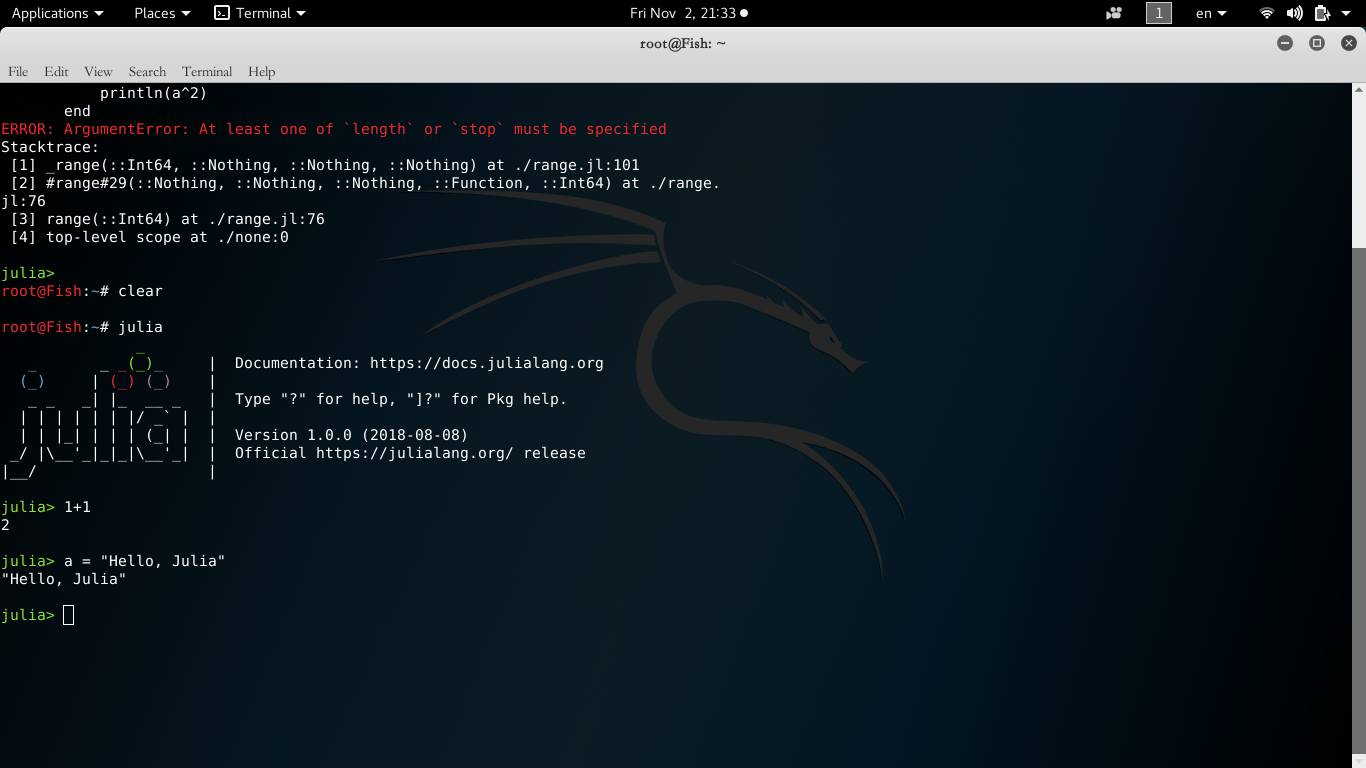 Applications Places Terminal Fri Nov 2, 21:33 1 en
root@Fish: ~
File Edit View Search Terminal Help
println(a^2)
end
ERROR: ArgumentError: At least one of `length` or `stop` must be specified
Stacktrace:
[1] _range(::Int64, ::Nothing, ::Nothing, ::Nothing) at ./range.jl:101
[2] #range#29(::Nothing, ::Nothing, ::Nothing, ::Function, ::Int64) at ./range.
jl:76
[3] range(::Int64) at ./range.jl:76
[4] top-level scope at ./none:0
julia>
root@Fish:~# clear
root@Fish:~# julia
               _
   _       _ _(_)_     |  Documentation: https://docs.julialang.org
  (_)     | (_) (_)    |
   _ _   _| |_  __ _   |  Type "?" for help, "]?" for Pkg help.
  | | | | | | |/ _` |  |
  | | |_| | | | (_| |  |  Version 1.0.0 (2018-08-08)
 _/ |\__'_|_|_|\__'_|  |  Official https://julialang.org/ release
|__/                   |
julia> 1+1
2
julia> a = "Hello, Julia"
"Hello, Julia"
julia>